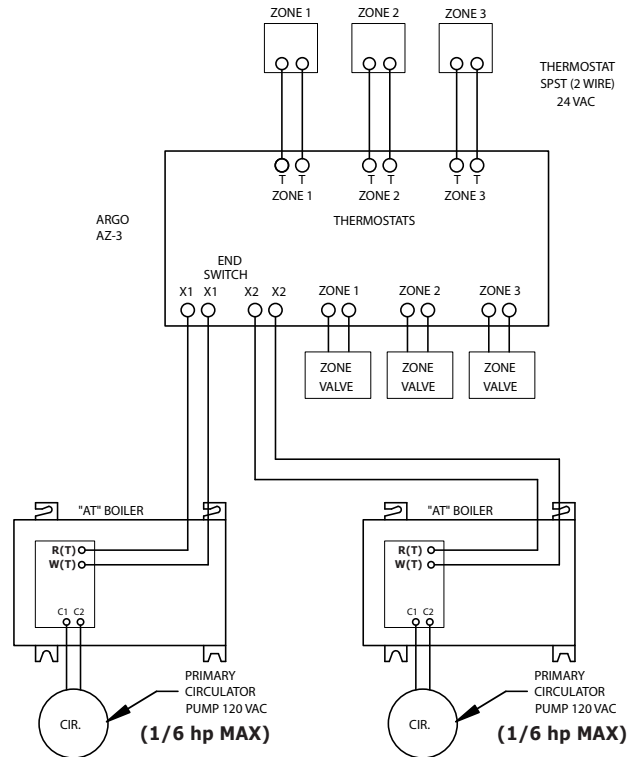 ZONE 1 ZONE 2 ZONE 3
THERMOSTAT
SPST (2 WIRE)
24 VAC
T T T T T T
ZONE 1 ZONE 2 ZONE 3
ARGO
AZ-3
THERMOSTATS
END
SWITCH
X1 X1 X2 X2 ZONE 1 ZONE 2 ZONE 3
ZONE
VALVE
ZONE
VALVE
ZONE
VALVE
"AT" BOILER
R(T)
W(T)
C1 C2
CIR.
PRIMARY
CIRCULATOR
PUMP 120 VAC
(1/6 hp MAX)
"AT" BOILER
R(T)
W(T)
C1 C2
CIR.
PRIMARY
CIRCULATOR
PUMP 120 VAC
(1/6 hp MAX)